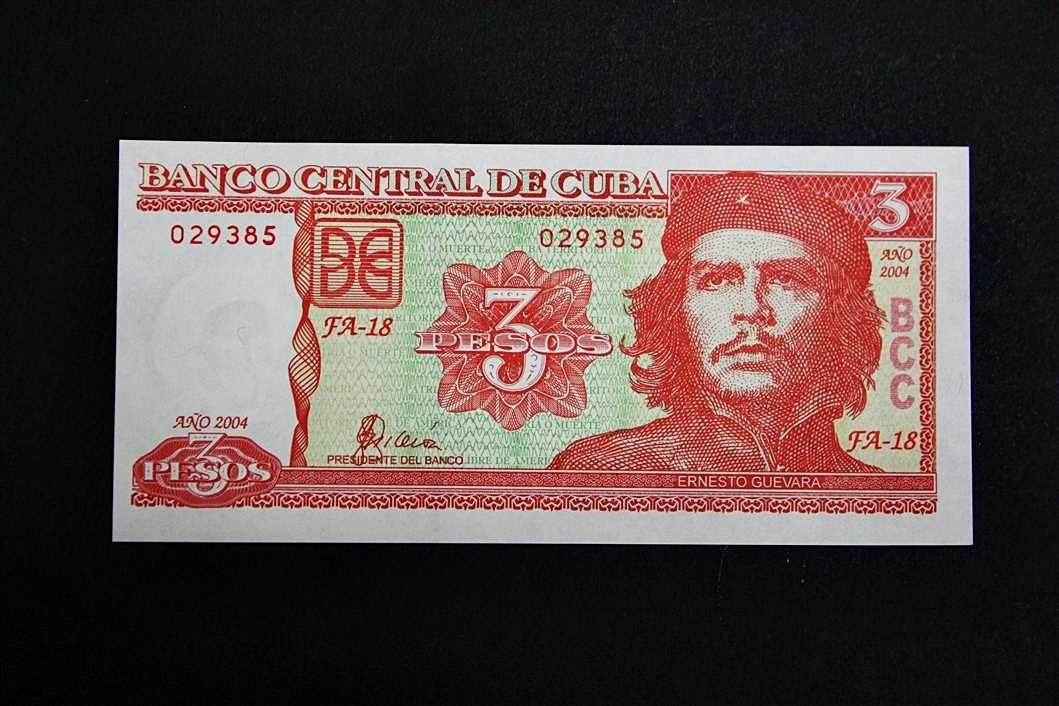 BANCO CENTRAL DE CUBA
3
029385
029385
AÑO
2004
FA-18
3
PESOS
BCC
AÑO 2004
3
PESOS
PRESIDENTE DEL BANCO
FA-18
ERNESTO GUEVARA